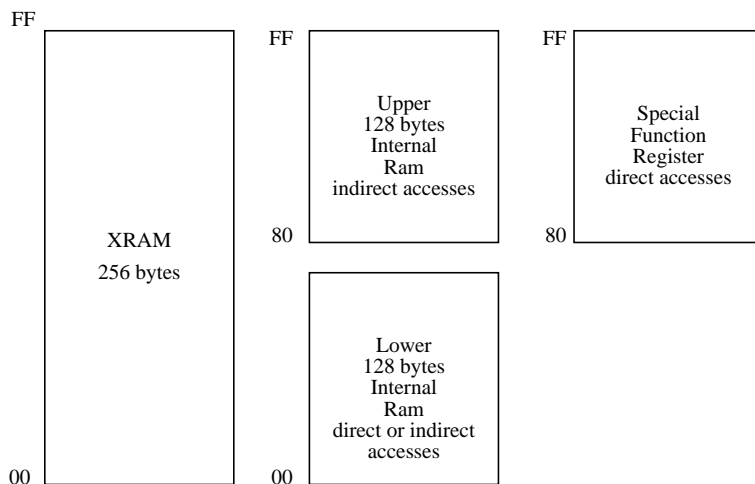 FF
XRAM
256 bytes
00
FF
Upper
128 bytes
Internal
Ram
indirect accesses
80
Lower
128 bytes
Internal
Ram
direct or indirect
accesses
00
FF
Special
Function
Register
direct accesses
80